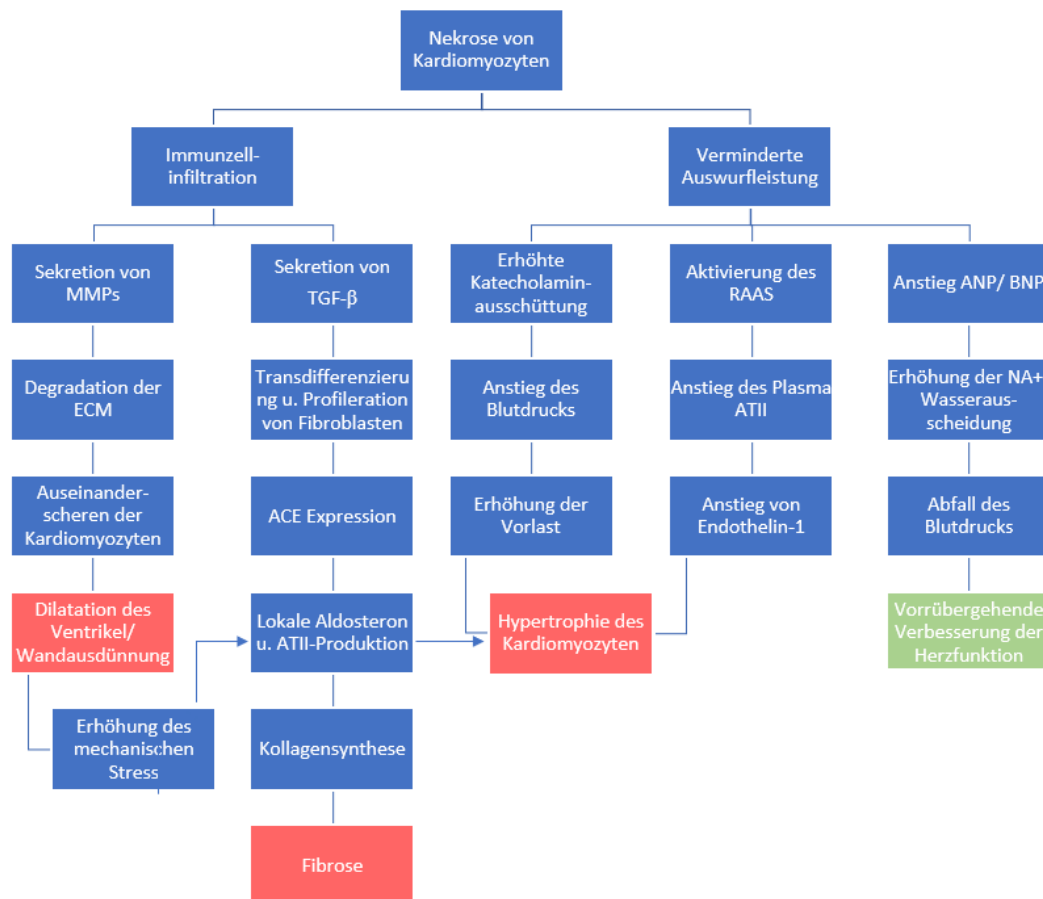 Nekrose von
Kardiomyozyten
Immunzell-
infiltration
Verminderte
Auswurfleistung
Sekretion von
MMPs
Sekretion von
TGF-β
Erhöhte
Katecholamin-
ausschüttung
Aktivierung des
RAAS
Anstieg ANP/ BNP
Degradation der
ECM
Transdifferenzieru
ng u. Profileration
von Fibroblasten
Anstieg des
Blutdrucks
Anstieg des Plasma
ATII
Erhöhung der NA+
Wasseraus-
scheidung
Auseinander-
scheren der
Kardiomyozyten
ACE Expression
Erhöhung der
Vorlast
Anstieg von
Endothelin-1
Abfall des
Blutdrucks
Dilatation des
Ventrikel/
Wandausdünnung
Lokale Aldosteron
u. ATII-Produktion
Hypertrophie des
Kardiomyozyten
Vorrübergehende
Verbesserung der
Herzfunktion
Erhöhung des
mechanischen
Stress
Kollagensynthese
Fibrose